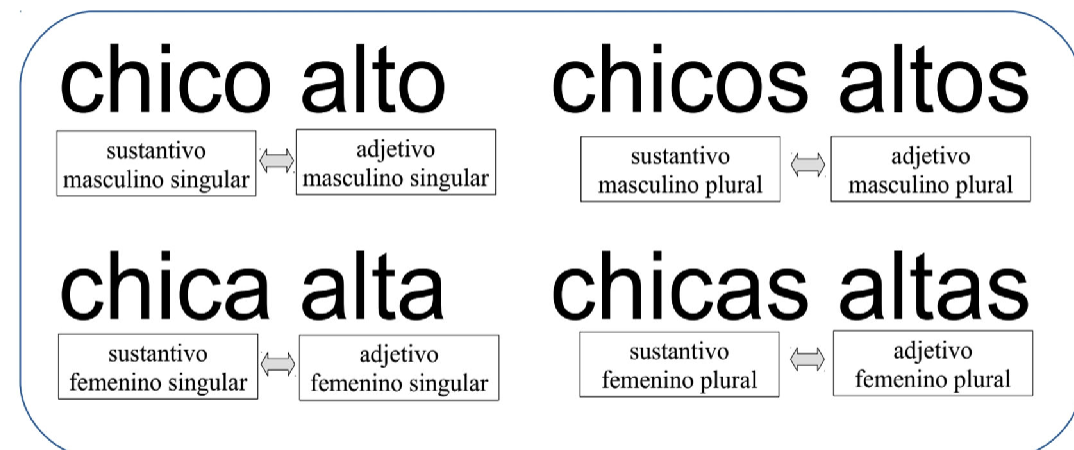 chico alto
sustantivo
masculino singular
adjetivo
masculino singular
chicos altos
sustantivo
masculino plural
adjetivo
masculino plural
chica alta
sustantivo
femenino singular
adjetivo
femenino singular
chicas altas
sustantivo
femenino plural
adjetivo
femenino plural